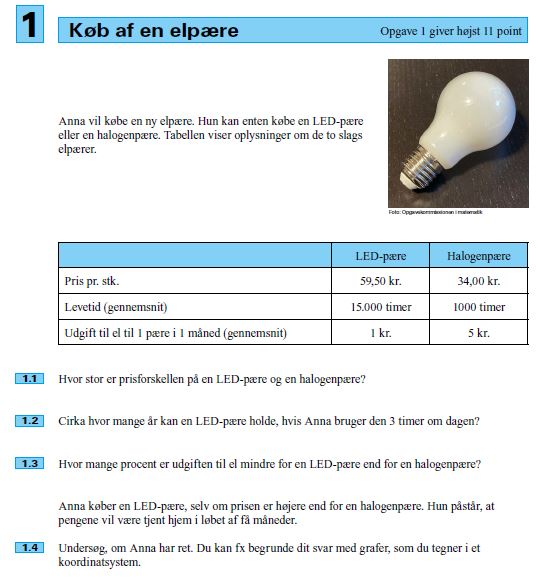 1
Køb af en elpære
Opgave 1 giver højst 11 point
Anna vil købe en ny elpære. Hun kan enten købe en LED-pære
eller en halogenpære. Tabellen viser oplysninger om de to slags
elpærer.
Foto: Opgavekommissionen i matematik
LED-pære Halogenpære
Pris pr. stk. 59,50 kr. 34,00 kr.
Levetid (gennemsnit) 15.000 timer 1000 timer
Udgift til el til 1 pære i 1 måned (gennemsnit) 1 kr. 5 kr.
1.1 Hvor stor er prisforskellen på en LED-pære og en halogenpære?
1.2 Cirka hvor mange år kan en LED-pære holde, hvis Anna bruger den 3 timer om dagen?
1.3 Hvor mange procent er udgiften til el mindre for en LED-pære end for en halogenpære?
Anna køber en LED-pære, selv om prisen er højere end for en halogenpære. Hun påstår, at
pengene vil være tjent hjem i løbet af få måneder.
1.4 Undersøg, om Anna har ret. Du kan fx begrunde dit svar med grafer, som du tegner i et
koordinatsystem.